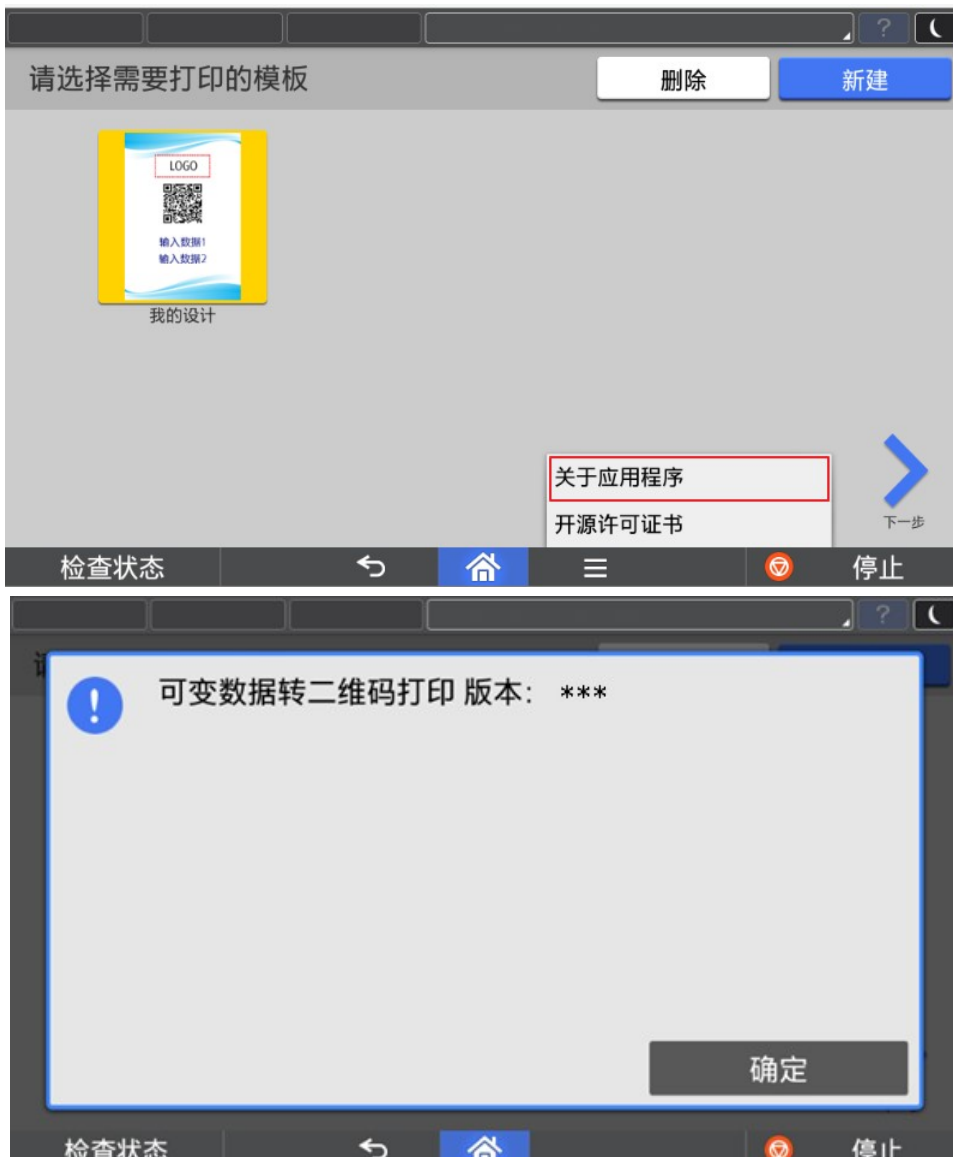 ?
请选择需要打印的模板
删除
新建
LOGO
输入数据1
输入数据2
我的设计
关于应用程序
开源许可证书
下一步
检查状态
停止
?
可变数据转二维码打印 版本： ***
确定
检查状态
停止